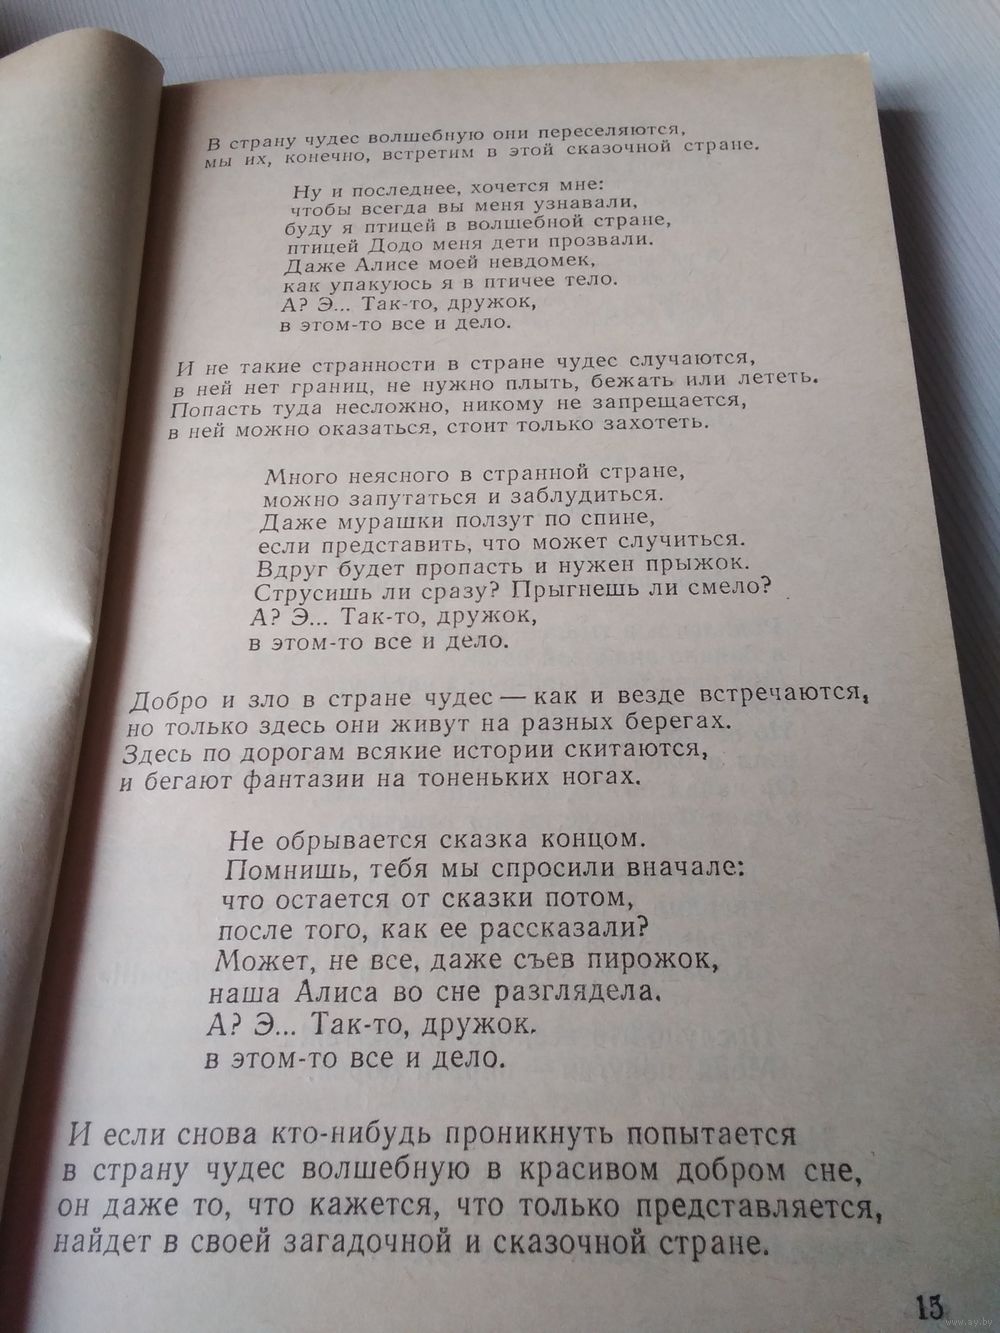 В страну чудес волшебную они переселяются,
мы их, конечно, встретим в этой сказочной стране.
Ну и последнее, хочется мне:
чтобы всегда вы меня узнавали,
буду я птицей в волшебной стране,
птицей Додо меня дети прозвали.
Даже Алисе моей невдомек,
как упакуюсь я в птичее тело.
А? Э... Так-то, дружок,
в этом-то все и дело.
И не такие странности в стране чудес случаются,
в ней нет границ, не нужно плыть, бежать или лететь.
Попасть туда несложно, никому не запрещается,
в ней можно оказаться, стоит только захотеть.
Много неясного в странной стране,
можно запутаться и заблудиться.
Даже мурашки ползут по спине,
если представить, что может случиться.
Вдруг будет пропасть и нужен прыжок.
Струсишь ли сразу? Прыгнешь ли смело?
А? Э... Так-то, дружок,
в этом-то все и дело.
Добро и зло в стране чудес — как и везде встречаются,
но только здесь они живут на разных берегах.
Здесь по дорогам всякие истории скитаются,
и бегают фантазии на тоненьких ногах.
Не обрывается сказка концом.
Помнишь, тебя мы спросили вначале:
что остается от сказки потом,
после того, как ее рассказали?
Может, не все, даже съев пирожок,
наша Алиса во сне разглядела.
А? Э... Так-то, дружок.
в этом-то все и дело.
И если снова кто-нибудь проникнуть попытается
в страну чудес волшебную в красивом добром сне,
он даже то, что кажется, что только представляется,
найдет в своей загадочной и сказочной стране.
15
www.ay.by